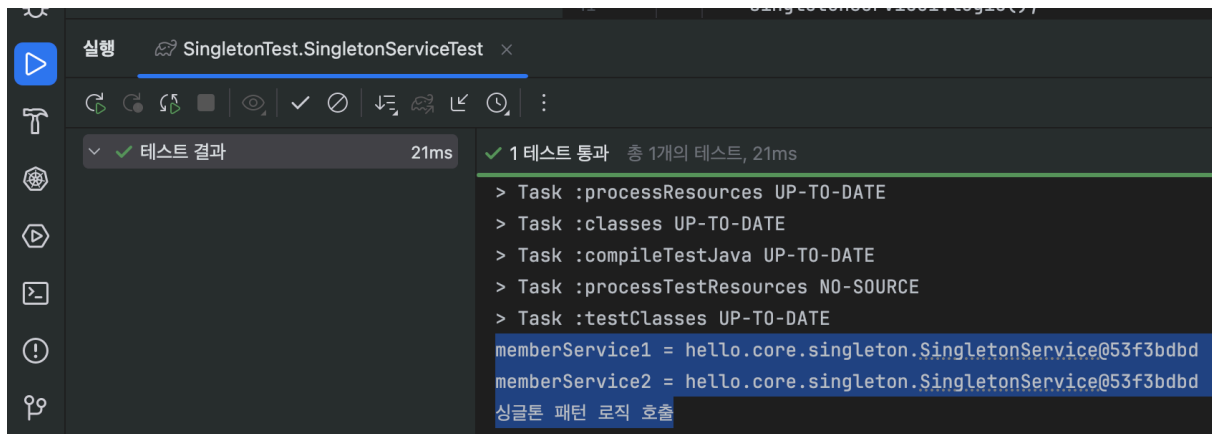 실행 SingletonTest.SingletonServiceTest
테스트 결과 21ms
1 테스트 통과 총 1개의 테스트, 21ms
> Task :processResources UP-TO-DATE
> Task :classes UP-TO-DATE
> Task :compileTestJava UP-TO-DATE
> Task :processTestResources NO-SOURCE
> Task :testClasses UP-TO-DATE
memberService1 = hello.core.singleton.SingletonService@53f3bdbd
memberService2 = hello.core.singleton.SingletonService@53f3bdbd
싱글톤 패턴 로직 호출